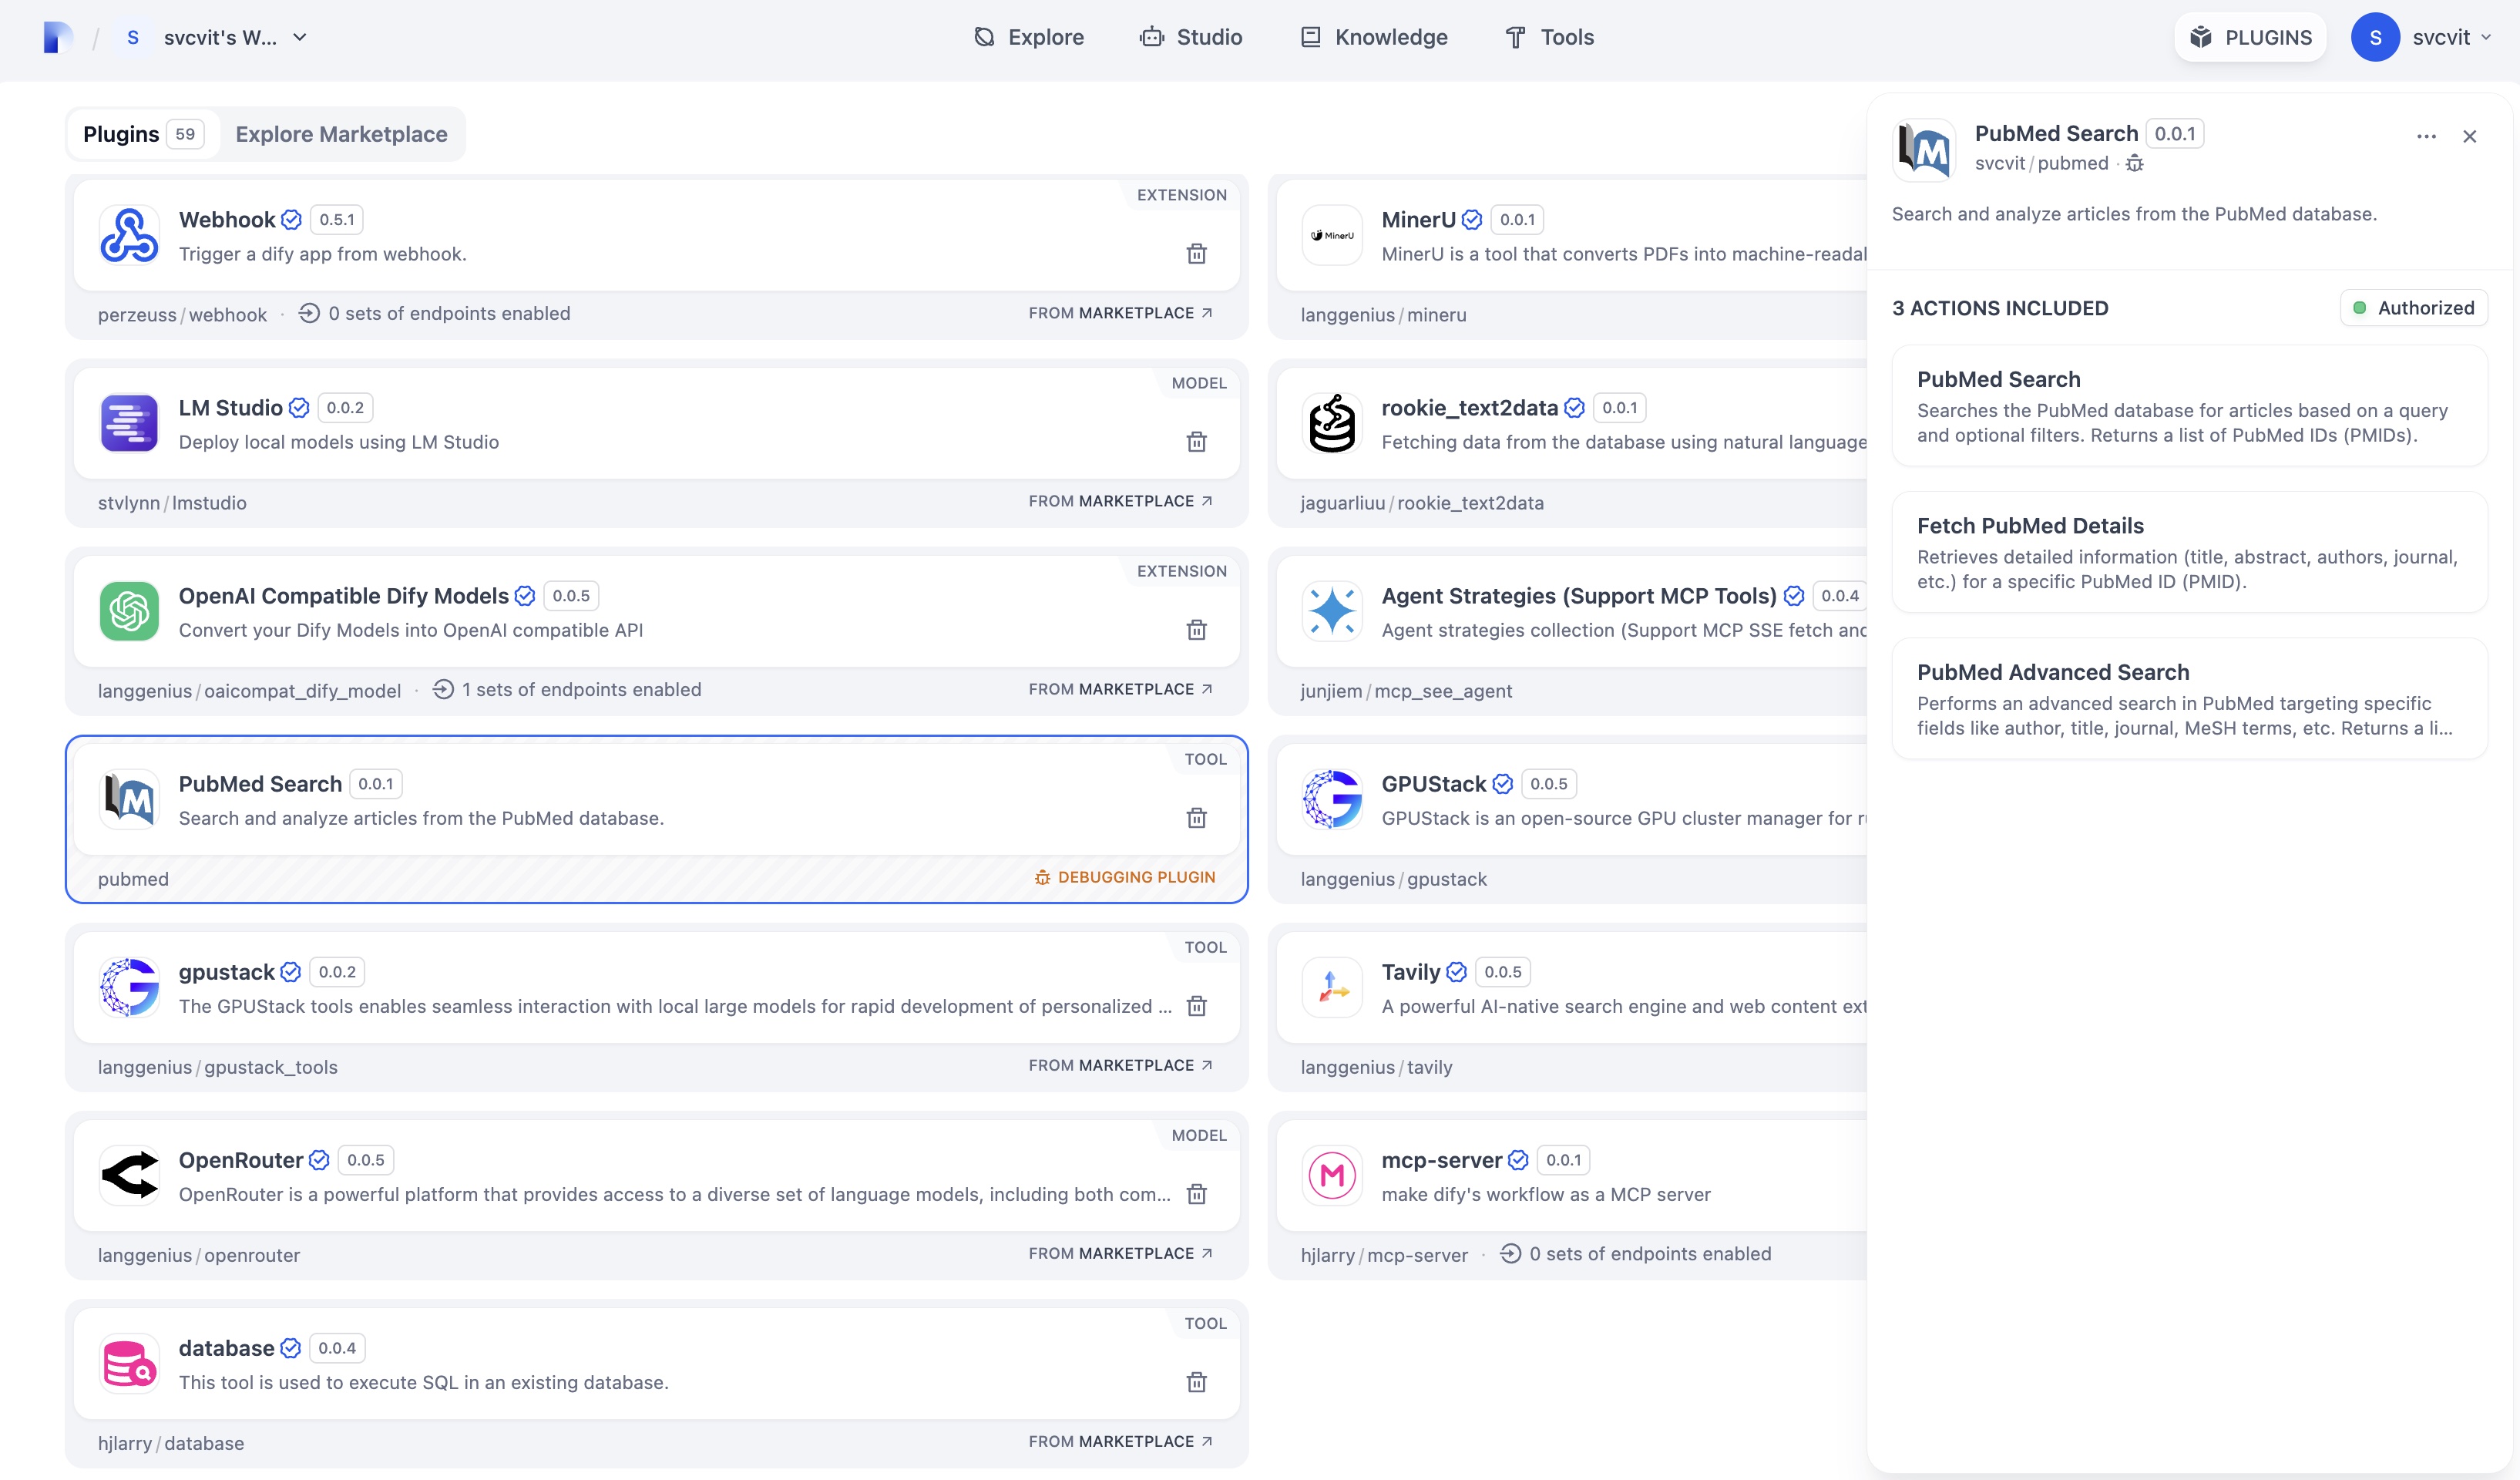 / S svcvit's W...
Explore
Studio
Knowledge
Tools
PLUGINS
S svcvit
Plugins 59
Explore Marketplace
EXTENSION
Webhook 0.5.1
Trigger a dify app from webhook.
perzeuss / webhook · 0 sets of endpoints enabled
FROM MARKETPLACE
MinerU 0.0.1
MinerU
MinerU is a tool that converts PDFs into machine-readal
langgenius / mineru
MODEL
LM Studio 0.0.2
Deploy local models using LM Studio
stvlynn / lmstudio
FROM MARKETPLACE
rookie_text2data 0.0.1
Fetching data from the database using natural language
jaguarliuu / rookie_text2data
EXTENSION
OpenAI Compatible Dify Models 0.0.5
Convert your Dify Models into OpenAI compatible API
langgenius / oaicompat_dify_model · 1 sets of endpoints enabled
FROM MARKETPLACE
Agent Strategies (Support MCP Tools) 0.0.4
Agent strategies collection (Support MCP SSE fetch and
junjiem / mcp_see_agent
TOOL
M
PubMed Search 0.0.1
Search and analyze articles from the PubMed database.
pubmed
DEBUGGING PLUGIN
GPUStack 0.0.5
GPUStack is an open-source GPU cluster manager for
langgenius / gpustack
TOOL
gpustack 0.0.2
The GPUStack tools enables seamless interaction with local large models for rapid development of personalized ...
langgenius / gpustack_tools
FROM MARKETPLACE
Tavily 0.0.5
A powerful AI-native search engine and web content ext
langgenius / tavily
MODEL
OpenRouter 0.0.5
OpenRouter is a powerful platform that provides access to a diverse set of language models, including both com...
langgenius / openrouter
FROM MARKETPLACE
M
mcp-server 0.0.1
make dify's workflow as a MCP server
hjlarry / mcp-server · 0 sets of endpoints enabled
TOOL
database 0.0.4
This tool is used to execute SQL in an existing database.
hjlarry / database
FROM MARKETPLACE
M
PubMed Search 0.0.1
svcvit / pubmed ·
Search and analyze articles from the PubMed database.
3 ACTIONS INCLUDED
Authorized
PubMed Search
Searches the PubMed database for articles based on a query
and optional filters. Returns a list of PubMed IDs (PMIDs).
Fetch PubMed Details
Retrieves detailed information (title, abstract, authors, journal,
etc.) for a specific PubMed ID (PMID).
PubMed Advanced Search
Performs an advanced search in PubMed targeting specific
fields like author, title, journal, MeSH terms, etc. Returns a li...